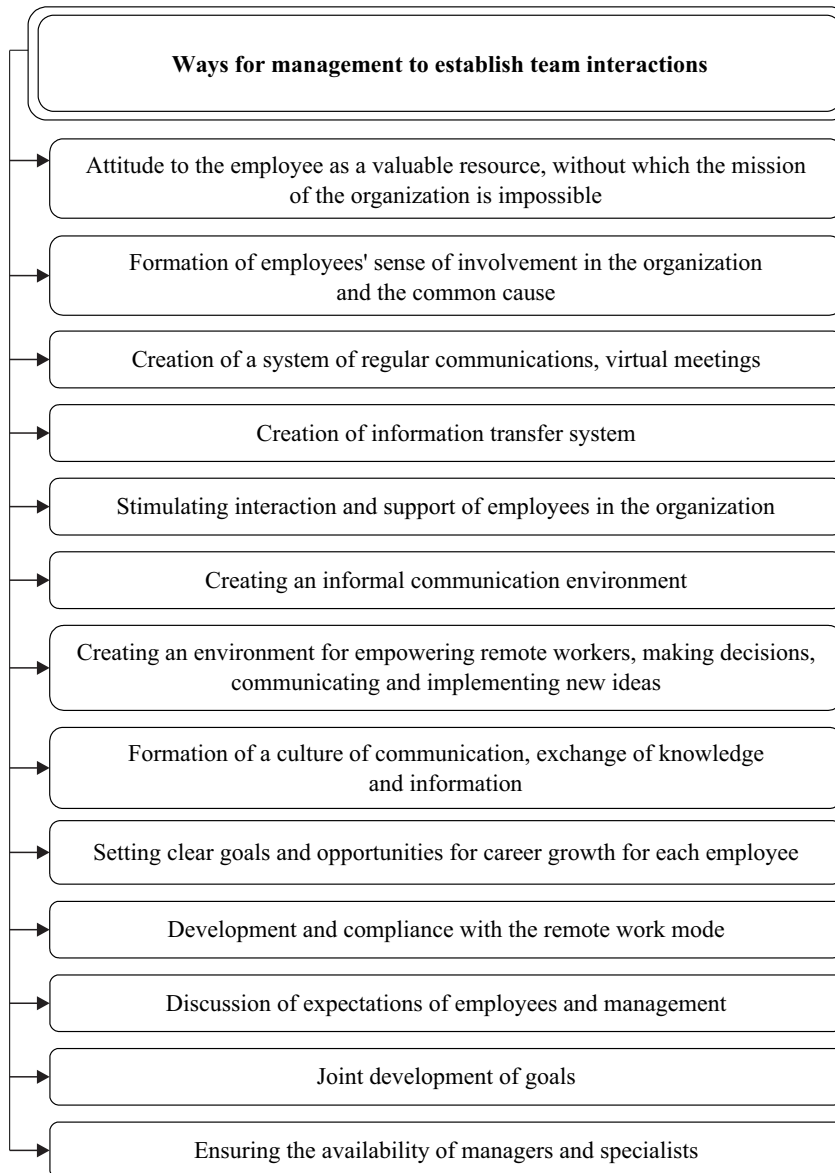 Ways for management to establish team interactions
Attitude to the employee as a valuable resource, without which the mission
of the organization is impossible
Formation of employees' sense of involvement in the organization
and the common cause
Creation of a system of regular communications, virtual meetings
Creation of information transfer system
Stimulating interaction and support of employees in the organization
Creating an informal communication environment
Creating an environment for empowering remote workers, making decisions,
communicating and implementing new ideas
Formation of a culture of communication, exchange of knowledge
and information
Setting clear goals and opportunities for career growth for each employee
Development and compliance with the remote work mode
Discussion of expectations of employees and management
Joint development of goals
Ensuring the availability of managers and specialists